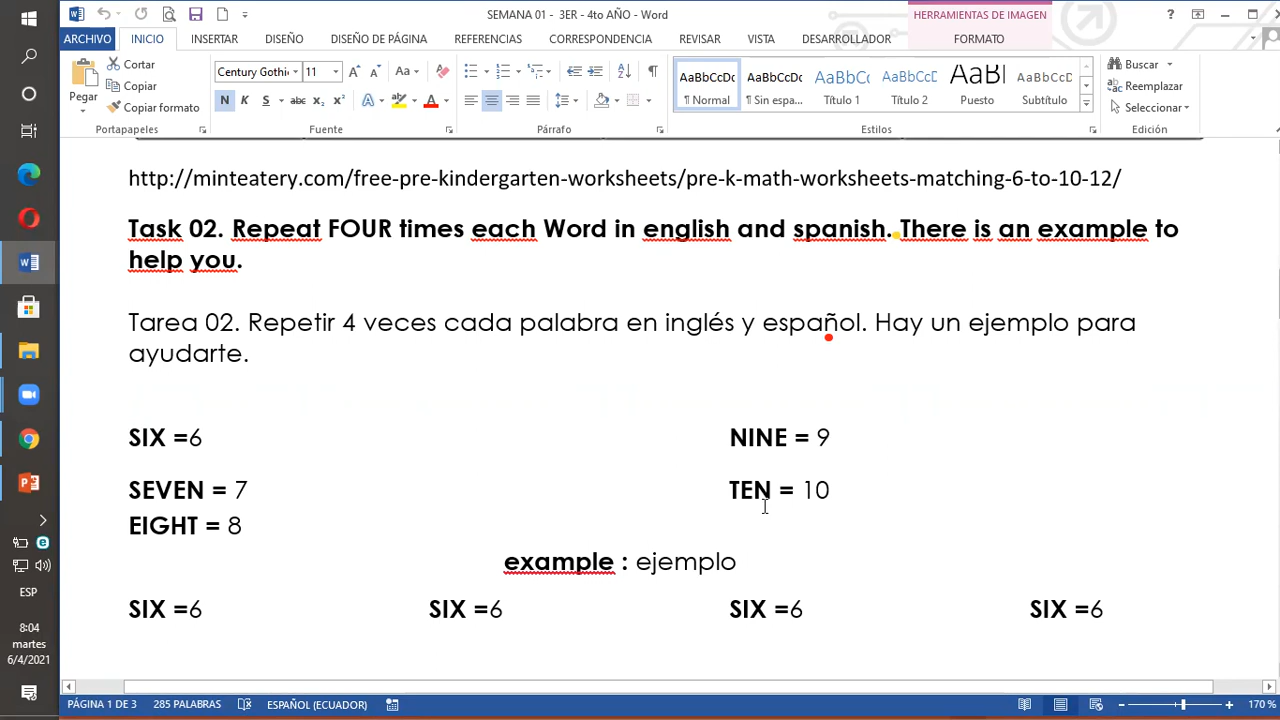 SEMANA 01 - 3ER - 4to AÑO - Word
HERRAMIENTAS DE IMAGEN
ARCHIVO INICIO INSERTAR DISEÑO DISEÑO DE PÁGINA REFERENCIAS CORRESPONDENCIA REVISAR VISTA DESARROLLADOR FORMATO
Pegar
Cortar
Copiar
Copiar formato
Portapapeles
Century Gothi 11
N K S abc x₂ x²
Fuente
Párrafo
AaBbCcDc AaBbCcDc AaBbCc AaBbCcDc AaBl AaBbCcDc
¶ Normal ¶ Sin espa... Título 1 Título 2 Puesto Subtítulo
Estilos
Buscar
Reemplazar
Seleccionar
Edición
http://minteatery.com/free-pre-kindergarten-worksheets/pre-k-math-worksheets-matching-6-to-10-12/
Task 02. Repeat FOUR times each Word in english and spanish. There is an example to
help you.
Tarea 02. Repetir 4 veces cada palabra en inglés y español. Hay un ejemplo para
ayudarte.
SIX =6 NINE = 9
SEVEN = 7 TEN = 10
EIGHT = 8
example : ejemplo
SIX =6 SIX =6 SIX =6 SIX =6
ESP
8:04
martes
6/4/2021
PÁGINA 1 DE 3 285 PALABRAS ESPAÑOL (ECUADOR) 170 %